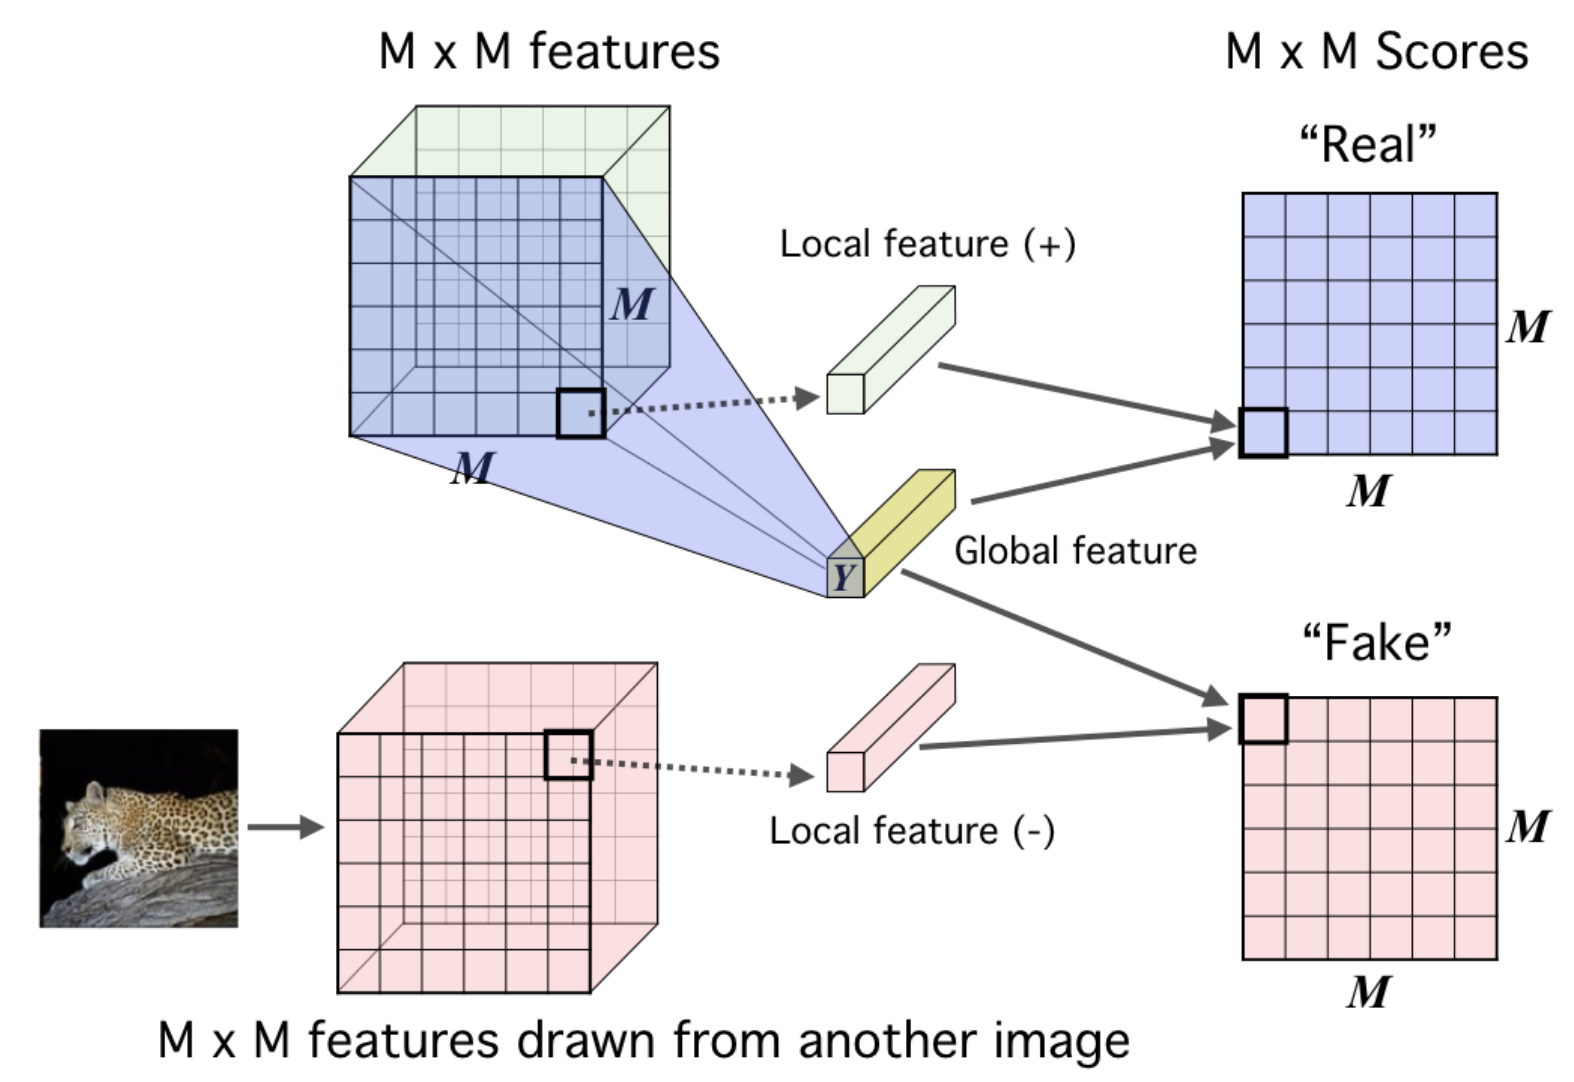 M x M features
M x M Scores
“Real”
Local feature (+)
M
M
M
M
Y
Global feature
“Fake”
Local feature (-)
M
M
M x M features drawn from another image